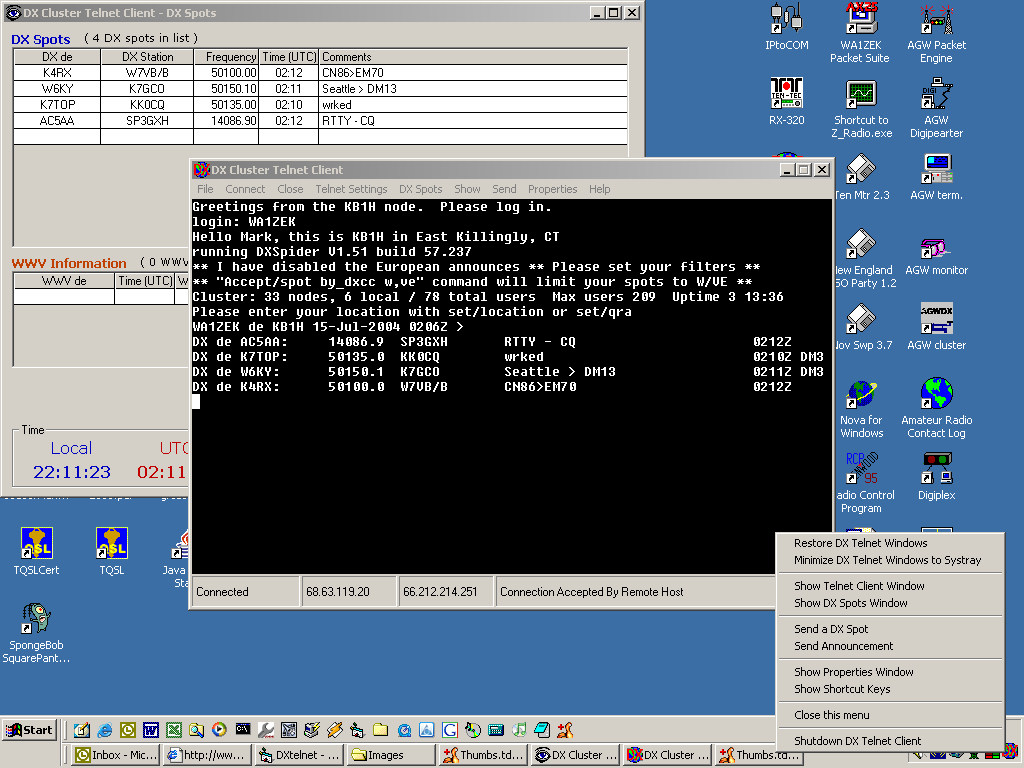 DX Cluster Telnet Client - DX Spots
DX Spots ( 4 DX spots in list )
DX de DX Station Frequency Time (UTC) Comments
K4RX W7VB/B 50100.00 02:12 CN86>EM70
W6KY K7GCO 50150.10 02:11 Seattle > DM13
K7TOP KK0CQ 50135.00 02:10 wrked
AC5AA SP3GXH 14086.90 02:12 RTTY - CQ
WWV Information ( 0 WWV
WW de Time (UTC) W
Time
Local UTC
22:11:23 02:11
DX Cluster Telnet Client
File Connect Close Telnet Settings DX Spots Show Send Properties Help
Greetings from the KB1H node. Please log in.
login: WA1ZEK
Hello Mark, this is KB1H in East Killingly, CT
running DXSpider V1.51 build 57.237
** I have disabled the European announces ** Please set your filters **
** "Accept/spot by_dxcc w,ve" command will limit your spots to W/VE **
Cluster: 33 nodes, 6 local / 78 total users Max users 209 Uptime 3 13:36
Please enter your location with set/location or set/qra
WA1ZEK de KB1H 15-Jul-2004 0206Z >
DX de AC5AA: 14086.9 SP3GXH RTTY - CQ 0212Z
DX de K7TOP: 50135.0 KK0CQ wrked 0210Z DM3
DX de W6KY: 50150.1 K7GCO Seattle > DM13 0211Z DM3
DX de K4RX: 50100.0 W7VB/B CN86>EM70 0212Z
Connected 68.63.119.20 66.212.214.251 Connection Accepted By Remote Host
IPtoCOM
AX25
WA1ZEK Packet Suite
AGW Packet Engine
TEN-TEC
RX-320
Shortcut to Z_Radio.exe
DIGI
AGW Digipearter
Ten Mtr 2.3
AGW term.
New England
QSO Party 1.2
AGW monitor
Nov Swp 3.7
AGWDX
AGW cluster
Nova for Windows
Amateur Radio Contact Log
RCP
95
Radio Control Program
Digiplex
QSL
TQSLCert
QSL
TQSL
Java
Sta
SpongeBob SquarePant...
Restore DX Telnet Windows
Minimize DX Telnet Windows to Systray
Show Telnet Client Window
Show DX Spots Window
Send a DX Spot
Send Announcement
Show Properties Window
Show Shortcut Keys
Close this menu
Shutdown DX Telnet Client
Start
Inbox - Mic...
http://ww...
DXtelnet - ...
Images
Thumbs.td...
DX Cluster ...
DX Cluster ...
Thumbs.td...